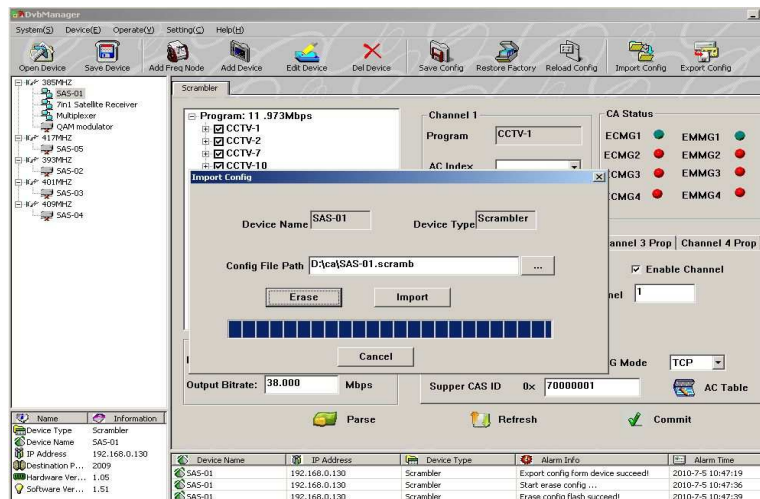 DvbManager
System(S) Device(E) Operate(V) Setting(C) Help(H)
Open Device Save Device Add Freq Node Add Device Edit Device Del Device Save Config Restore Factory Reload Config Import Config Export Config
385MHZ
SAS-01
7in1 Satellite Receiver
Multiplexer
QAM modulator
417MHZ
SAS-05
393MHZ
SAS-02
401MHZ
SAS-03
409MHZ
SAS-04
Scrambler
Program: 11 .973Mbps
CCTV-1
CCTV-2
CCTV-7
CCTV-10
Channel 1
Program CCTV-1
AC Index
CA Status
ECMG1 EMMG1
ECMG2 EMMG2
CMG3 EMMG3
CMG4 EMMG4
Import Config
Device Name SAS-01 Device Type Scrambler
Config File Path D:\ca\SAS-01.scramb ...
Erase Import
Cancel
annel 3 Prop Channel 4 Prop
Enable Channel
nel 1
G Mode TCP
Output Bitrate: 38.000 Mbps
Supper CAS ID 0x 70000001 AC Table
Parse Refresh Commit
Name Information
Device Type Scrambler
Device Name SAS-01
IP Address 192.168.0.130
Destination P... 2009
Hardware Ver... 1.05
Software Ver... 1.51
Device Name IP Address Device Type Alarm Info Alarm Time
SAS-01 192.168.0.130 Scrambler Export config form device succeed! 2010-7-5 10:47:19
SAS-01 192.168.0.130 Scrambler Start erase config ... 2010-7-5 10:47:36
SAS-01 192.168.0.130 Scrambler Erase config flash succeed! 2010-7-5 10:47:39